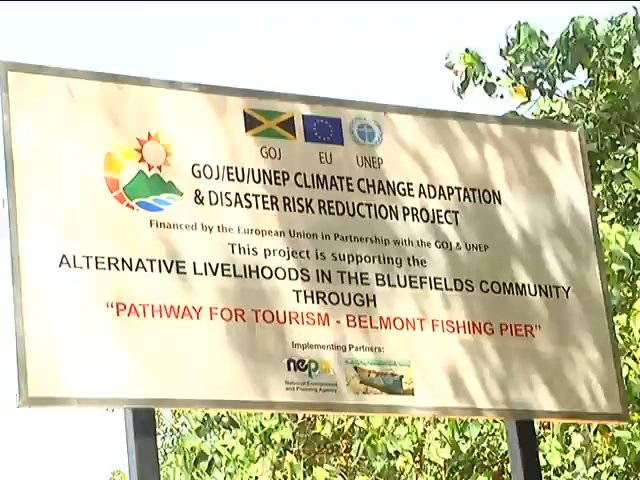 GOJ EU UNEP
GOJ/EU/UNEP CLIMATE CHANGE ADAPTATION
& DISASTER RISK REDUCTION PROJECT
Financed by the European Union in Partnership with the GOJ & UNEP
This project is supporting the
ALTERNATIVE LIVELIHOODS IN THE BLUEFIELDS COMMUNITY
THROUGH
“PATHWAY FOR TOURISM - BELMONT FISHING PIER”
Implementing Partners:
nepa
National Environment
and Planning Agency